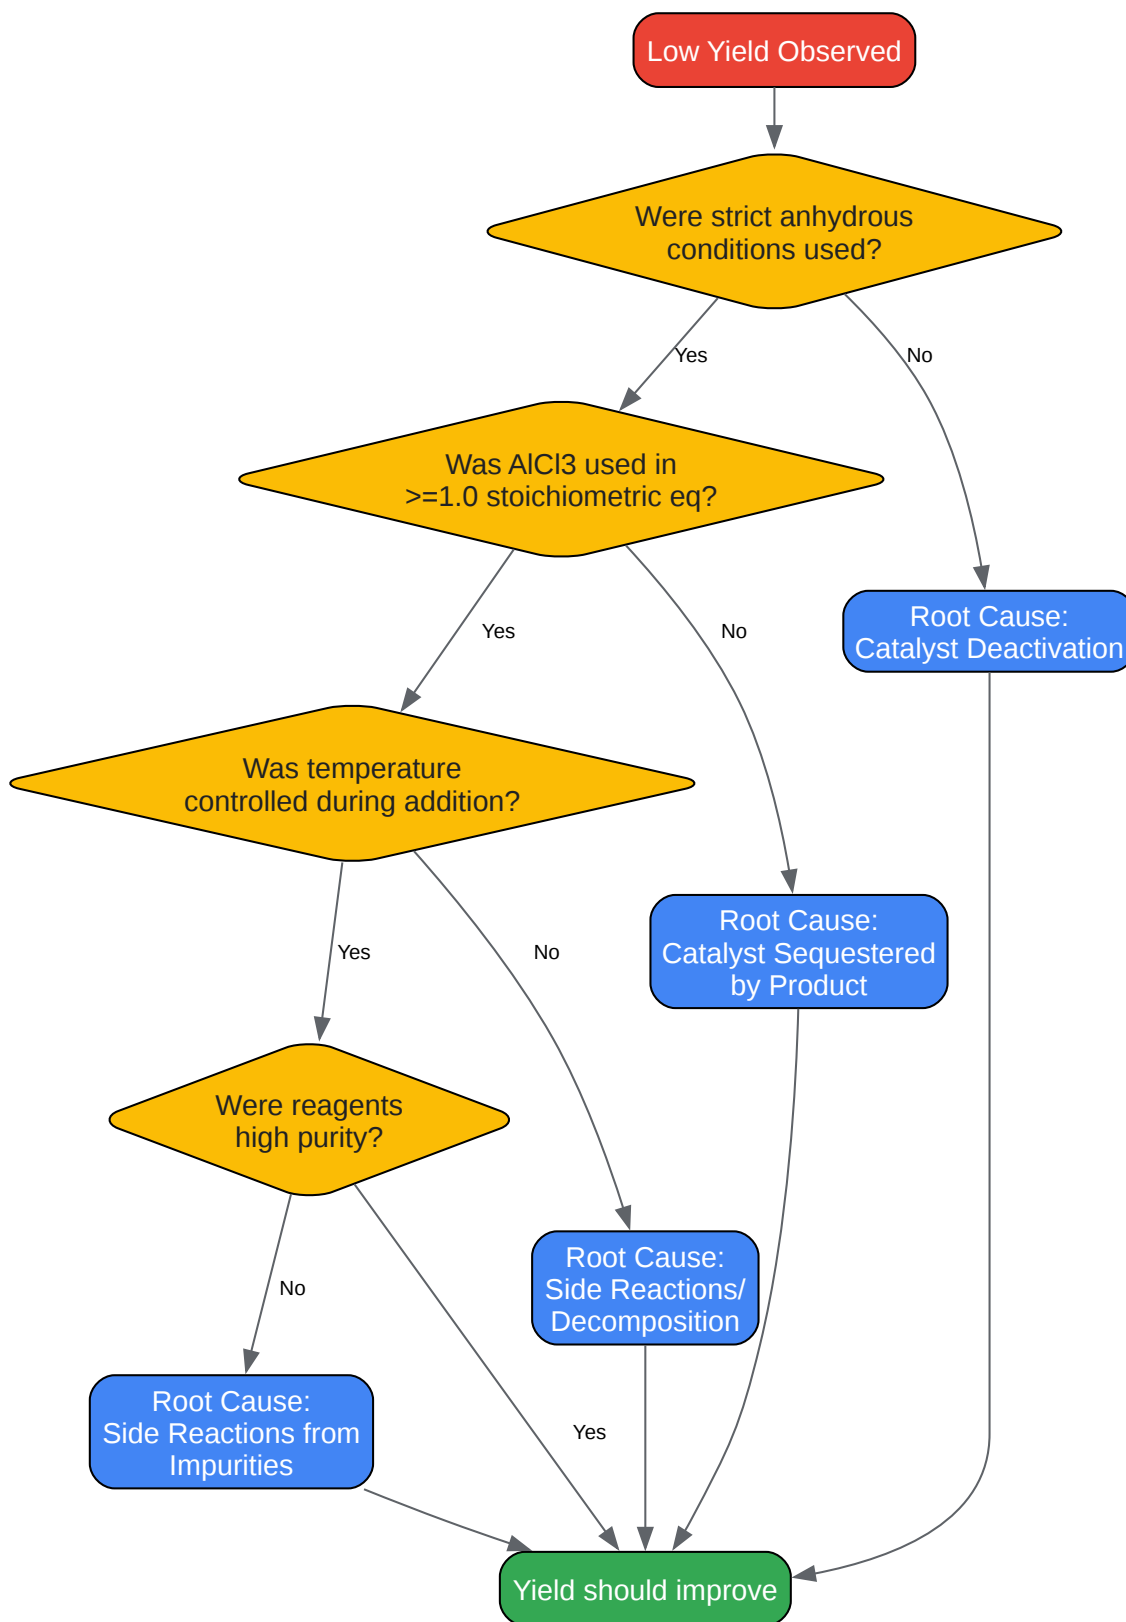 Low Yield Observed
Were strict anhydrous
conditions used?
Yes
No
Was AlCl3 used in
>=1.0 stoichiometric eq?
Root Cause:
Catalyst Deactivation
Yes
No
Was temperature
controlled during addition?
Root Cause:
Catalyst Sequestered
by Product
Yes
No
Were reagents
high purity?
Root Cause:
Side Reactions/
Decomposition
No
Root Cause:
Side Reactions from
Impurities
Yes
Yield should improve